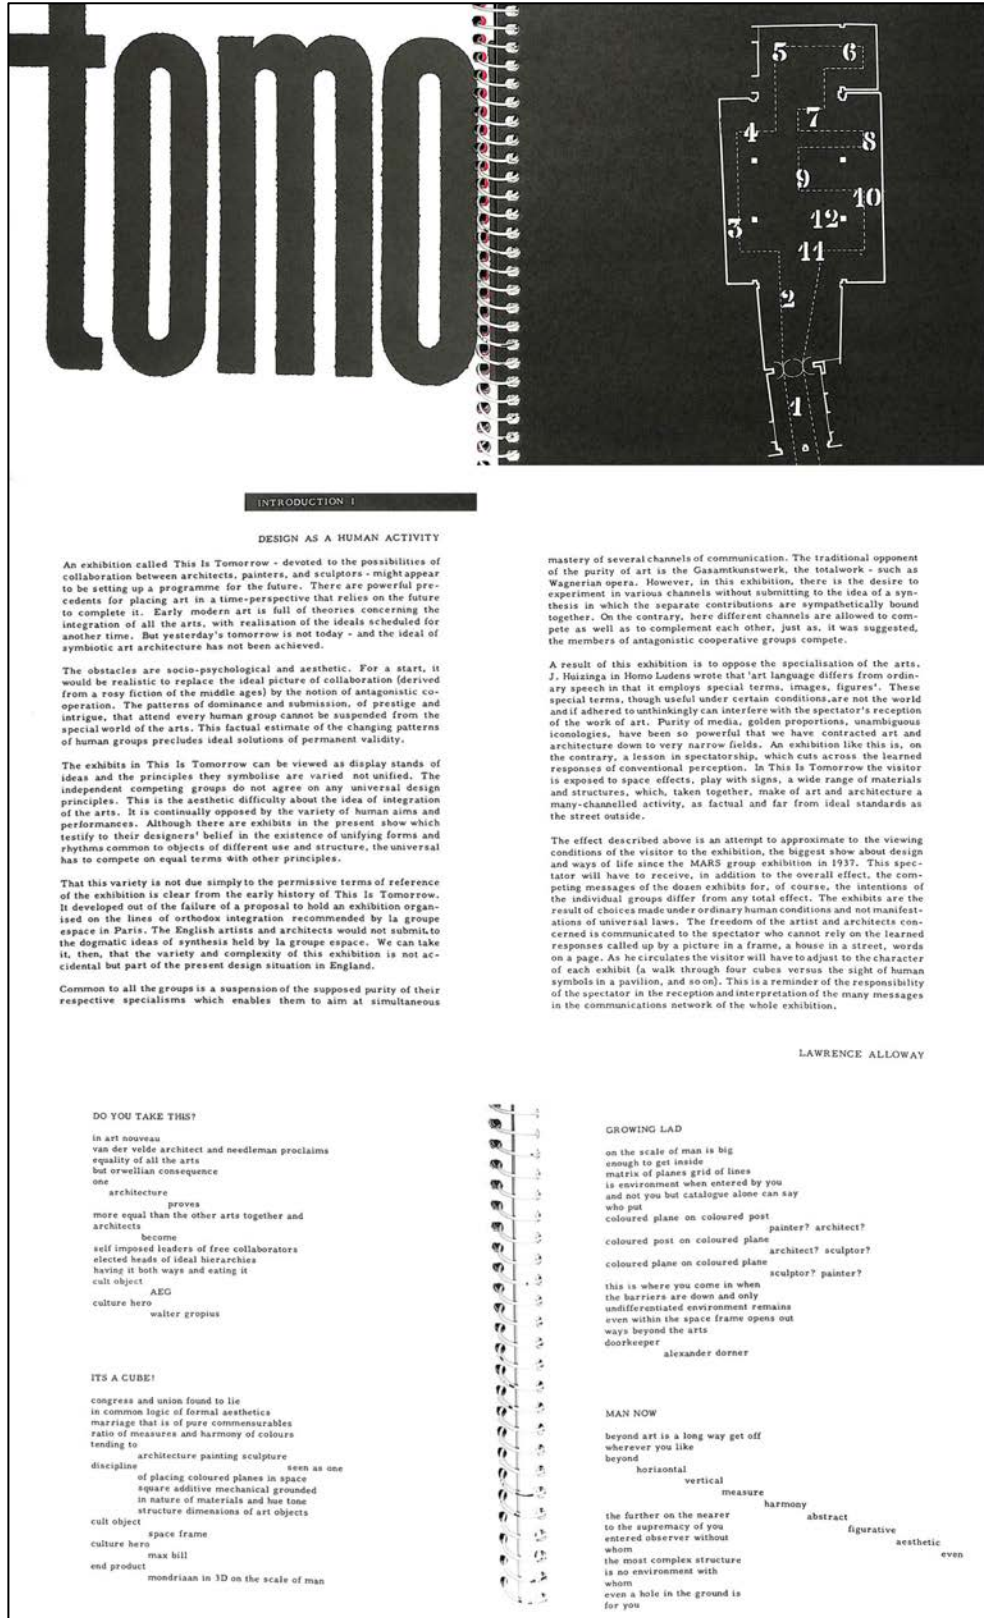 tomo
5
6
7
4
8
9
10
3
12
11
2
1
INTRODUCTION 1
DESIGN AS A HUMAN ACTIVITY
An exhibition called This Is Tomorrow - devoted to the possibilities of
collaboration between architects, painters, and sculptors - might appear
to be setting up a programme for the future. There are powerful pre-
cedents for placing art in a time-perspective that relies on the future
to complete it. Early modern art is full of theories concerning the
integration of all the arts, with realisation of the ideals scheduled for
another time. But yesterday's tomorrow is not today - and the ideal of
symbiotic art architecture has not been achieved.
The obstacles are socio-psychological and aesthetic. For a start, it
would be realistic to replace the ideal picture of collaboration (derived
from a rosy fiction of the middle ages) by the notion of antagonistic co-
operation. The patterns of dominance and submission, of prestige and
intrigue, that attend every human group cannot be suspended from the
special world of the arts. This factual estimate of the changing patterns
of human groups precludes ideal solutions of permanent validity.
The exhibits in This Is Tomorrow can be viewed as display stands of
ideas and the principles they symbolise are varied not unified. The
independent competing groups do not agree on any universal design
principles. This is the aesthetic difficulty about the idea of integration
of the arts. It is continually opposed by the variety of human aims and
performances. Although there are exhibits in the present show which
testify to their designers' belief in the existence of unifying forms and
rhythms common to objects of different use and structure, the universal
has to compete on equal terms with other principles.
That this variety is not due simply to the permissive terms of reference
of the exhibition is clear from the early history of This Is Tomorrow.
It developed out of the failure of a proposal to hold an exhibition organ-
ised on the lines of orthodox integration recommended by la groupe
espace in Paris. The English artists and architects would not submit to
the dogmatic ideas of synthesis held by la groupe espace. We can take
it, then, that the variety and complexity of this exhibition is not ac-
cidental but part of the present design situation in England.
Common to all the groups is a suspension of the supposed purity of their
respective specialisms which enables them to aim at simultaneous
mastery of several channels of communication. The traditional opponent
of the purity of art is the Gasamtkunstwerk, the totalwork - such as
Wagnerian opera. However, in this exhibition, there is the desire to
experiment in various channels without submitting to the idea of a syn-
thesis in which the separate contributions are sympathetically bound
together. On the contrary, here different channels are allowed to com-
pete as well as to complement each other, just as, it was suggested,
the members of antagonistic cooperative groups compete.
A result of this exhibition is to oppose the specialisation of the arts.
J. Huizinga in Homo Ludens wrote that 'art language differs from ordin-
ary speech in that it employs special terms, images, figures'. These
special terms, though useful under certain conditions, are not the world
and if adhered to unthinkingly can interfere with the spectator's reception
of the work of art. Purity of media, golden proportions, unambiguous
iconologies, have been so powerful that we have contracted art and
architecture down to very narrow fields. An exhibition like this is, on
the contrary, a lesson in spectatorship, which cuts across the learned
responses of conventional perception. In This Is Tomorrow the visitor
is exposed to space effects, play with signs, a wide range of materials
and structures, which, taken together, make of art and architecture a
many-channelled activity, as factual and far from ideal standards as
the street outside.
The effect described above is an attempt to approximate to the viewing
conditions of the visitor to the exhibition, the biggest show about design
and ways of life since the MARS group exhibition in 1937. This spec-
tator will have to receive, in addition to the overall effect, the com-
peting messages of the dozen exhibits for, of course, the intentions of
the individual groups differ from any total effect. The exhibits are the
result of choices made under ordinary human conditions and not manifest-
ations of universal laws. The freedom of the artist and architects con-
cerned is communicated to the spectator who cannot rely on the learned
responses called up by a picture in a frame, a house in a street, words
on a page. As he circulates the visitor will have to adjust to the character
of each exhibit (a walk through four cubes versus the sight of human
symbols in a pavilion, and so on). This is a reminder of the responsibility
of the spectator in the reception and interpretation of the many messages
in the communications network of the whole exhibition.
LAWRENCE ALLOWAY
DO YOU TAKE THIS?
in art nouveau
van der velde architect and needleman proclaims
equality of all the arts
but orwellian consequence
one
architecture
proves
more equal than the other arts together and
architects
become
self imposed leaders of free collaborators
elected heads of ideal hierarchies
having it both ways and eating it
cult object
AEG
culture hero
walter gropius
ITS A CUBE!
congress and union found to lie
in common logic of formal aesthetics
marriage that is of pure commensurables
ratio of measures and harmony of colours
tending to
architecture painting sculpture
discipline seen as one
of placing coloured planes in space
square additive mechanical grounded
in nature of materials and hue tone
structure dimensions of art objects
cult object
space frame
culture hero
max bill
end product
mondriaan in 3D on the scale of man
GROWING LAD
on the scale of man is big
enough to get inside
matrix of planes grid of lines
is environment when entered by you
and not you but catalogue alone can say
who put
coloured plane on coloured post
painter? architect?
coloured post on coloured plane
architect? sculptor?
coloured plane on coloured plane
sculptor? painter?
this is where you come in when
the barriers are down and only
undifferentiated environment remains
even within the space frame opens out
ways beyond the arts
doorkeeper
alexander dorner
MAN NOW
beyond art is a long way get off
wherever you like
beyond
horizontal
vertical
measure
harmony
the further on the nearer abstract
to the supremacy of you figurative
entered observer without aesthetic
whom even
the most complex structure
is no environment with
whom
even a hole in the ground is
for you